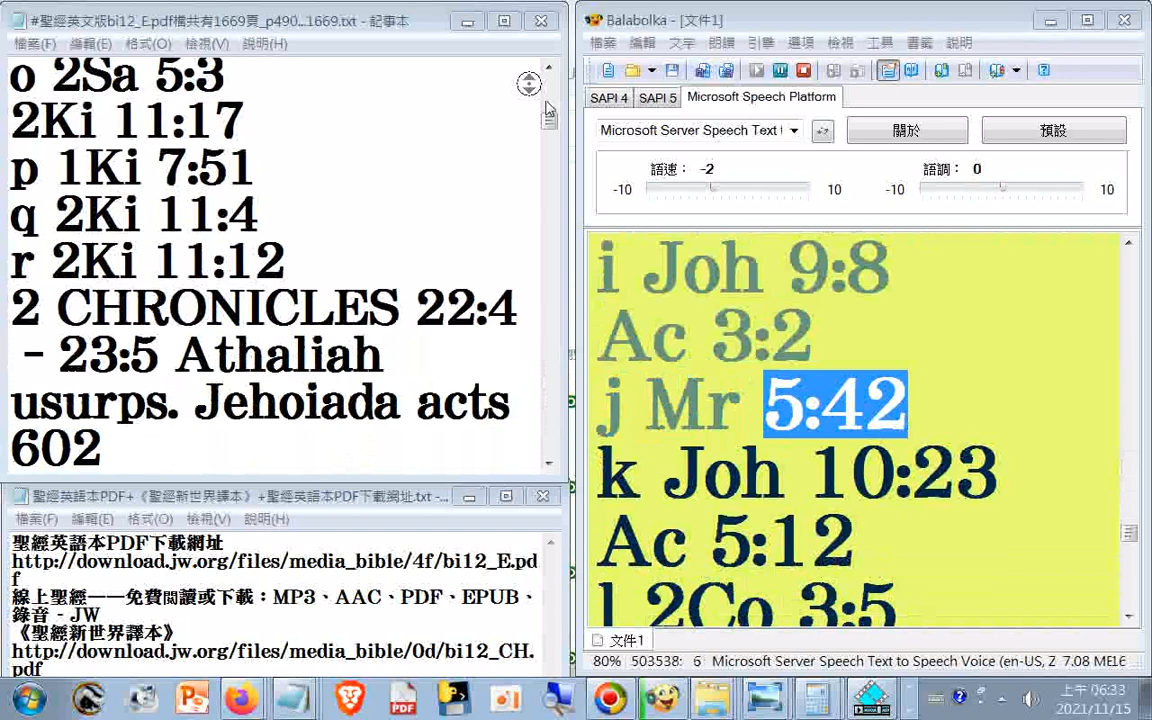 #聖經英文版bi12_E.pdf橫共有1669頁_p490...1669.txt - 記事本
檔案(F) 編輯(E) 格式(O) 檢視(V) 說明(H)
o 2Sa 5:3
2Ki 11:17
p 1Ki 7:51
q 2Ki 11:4
r 2Ki 11:12
2 CHRONICLES 22:4
- 23:5 Athaliah
usurps. Jehoiada acts
602
聖經英語本PDF+《聖經新世界譯本》+聖經英語本PDF下載網址.txt - ...
檔案(F) 編輯(E) 格式(O) 檢視(V) 說明(H)
聖經英語本PDF下載網址
http://download.jw.org/files/media_bible/4f/bi12_E.pd
f
線上聖經——免費閱讀或下載：MP3、AAC、PDF、EPUB、
錄音 - JW
《聖經新世界譯本》
http://download.jw.org/files/media_bible/0d/bi12_CH.
pdf
Balabolka - [文件1]
檔案 編輯 文字 朗讀 引擎 選項 檢視 工具 書籤 說明
SAPI 4 SAPI 5 Microsoft Speech Platform
Microsoft Server Speech Text 關於 預設
語速： -2 語調： 0
-10 10 -10 10
i Joh 9:8
Ac 3:2
j Mr 5:42
k Joh 10:23
Ac 5:12
l 2Co 3:5
文件1
80% 503538: 6 Microsoft Server Speech Text to Speech Voice (en-US, Z 7.08 ME16
PDF
上午 06:33
2021/11/15